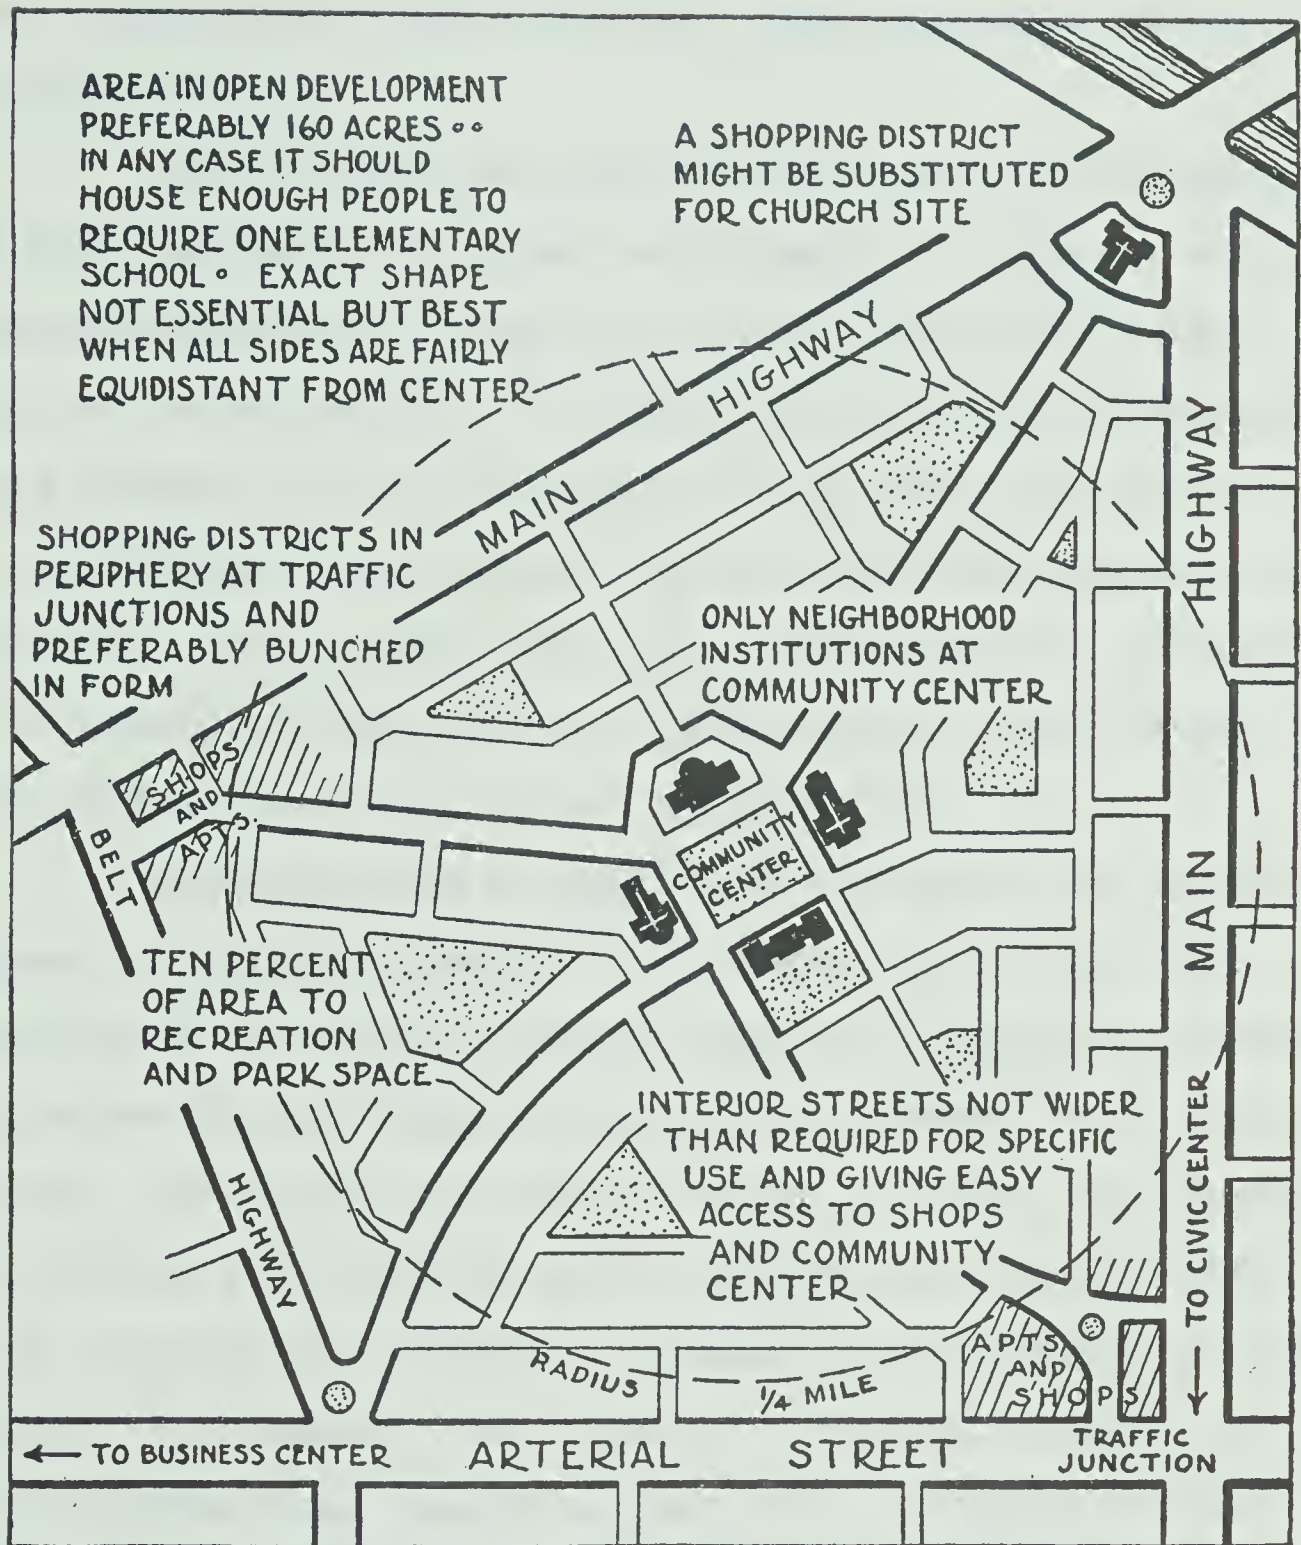 AREA IN OPEN DEVELOPMENT
PREFERABLY 160 ACRES
IN ANY CASE IT SHOULD
HOUSE ENOUGH PEOPLE TO
REQUIRE ONE ELEMENTARY
SCHOOL. EXACT SHAPE
NOT ESSENTIAL BUT BEST
WHEN ALL SIDES ARE FAIRLY
EQUIDISTANT FROM CENTER
A SHOPPING DISTRICT
MIGHT BE SUBSTITUTED
FOR CHURCH SITE
MAIN HIGHWAY
HIGHWAY
MAIN
SHOPPING DISTRICTS IN
PERIPHERY AT TRAFFIC
JUNCTIONS AND
PREFERABLY BUNCHED
IN FORM
ONLY NEIGHBORHOOD
INSTITUTIONS AT
COMMUNITY CENTER
SHOPS
AND
APTS.
BELT
HIGHWAY
COMMUNITY
CENTER
TEN PERCENT
OF AREA TO
RECREATION
AND PARK SPACE
INTERIOR STREETS NOT WIDER
THAN REQUIRED FOR SPECIFIC
USE AND GIVING EASY
ACCESS TO SHOPS
AND COMMUNITY
CENTER
TO CIVIC CENTER
APTS
AND
SHOPS
RADIUS 1/4 MILE
TO BUSINESS CENTER
ARTERIAL STREET
TRAFFIC
JUNCTION